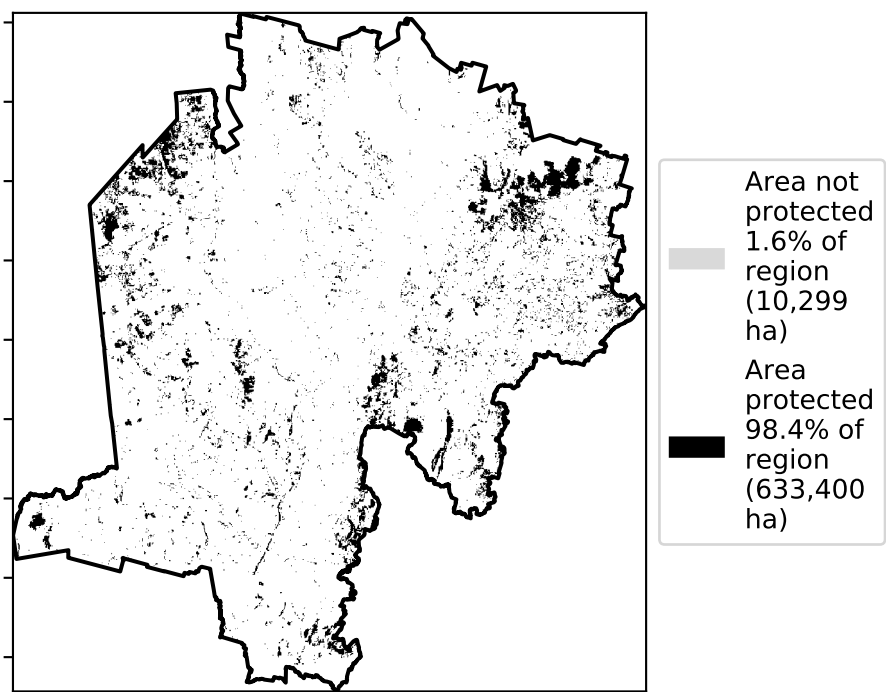 Area not
protected
1.6% of
region
(10,299
ha)
Area
protected
98.4% of
region
(633,400
ha)